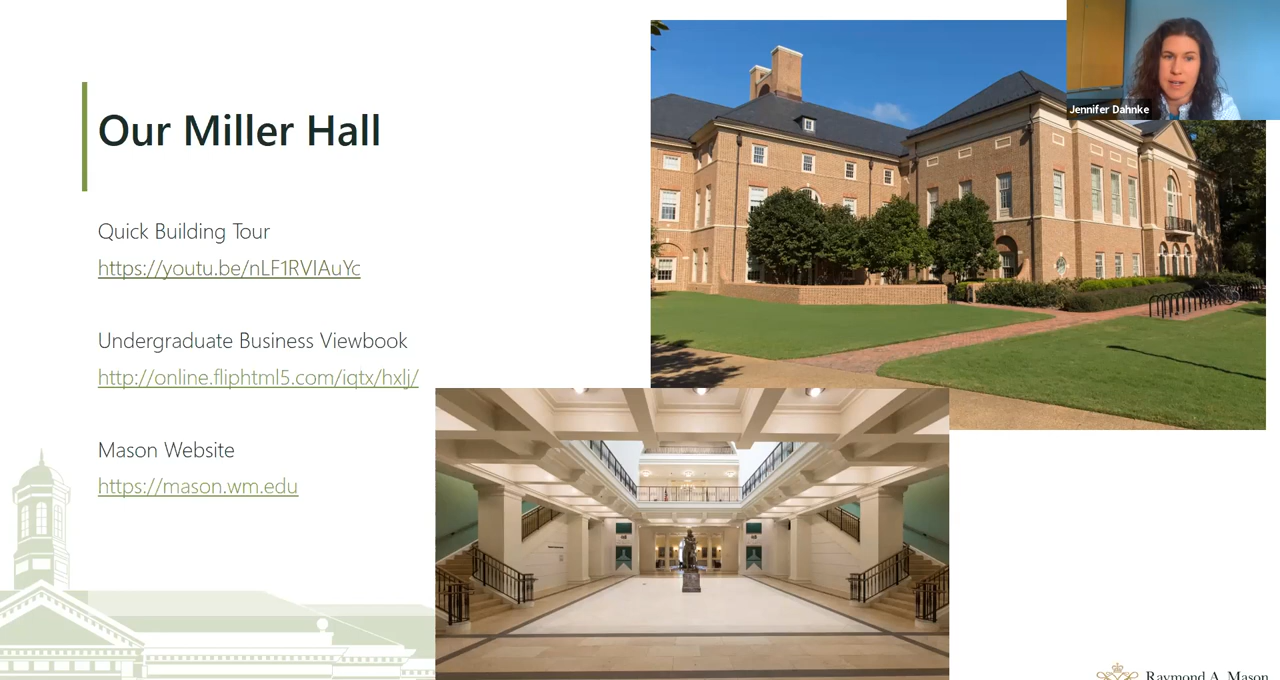 Our Miller Hall
Quick Building Tour
https://youtu.be/nLF1RVIAuYc
Undergraduate Business Viewbook
http://online.fliphtml5.com/iqtx/hxlj/
Mason Website
https://mason.wm.edu
Jennifer Dahnke
Raymond A. Mason